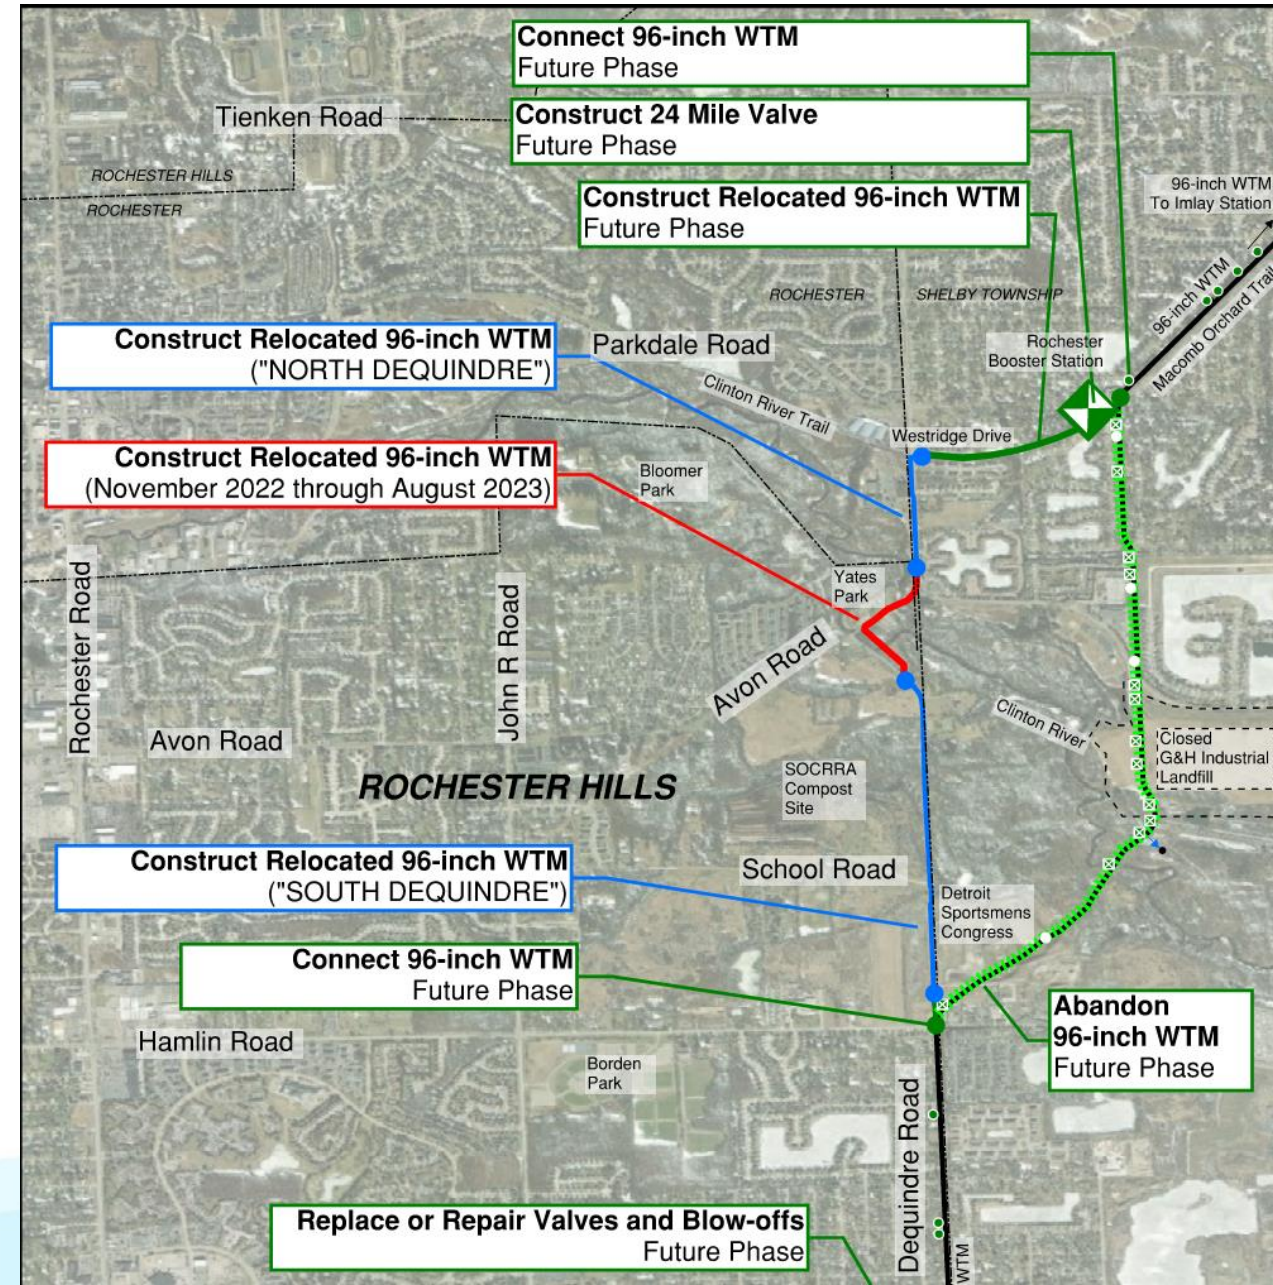 Connect 96-inch WTM
Future Phase
Construct 24 Mile Valve
Future Phase
Tienken Road
Construct Relocated 96-inch WTM
Future Phase
ROCHESTER HILLS
ROCHESTER
96-inch WTM
To Imlay Station
ROCHESTER
SHELBY TOWNSHIP
96-inch WTM
Macomb Orchard Trail
Rochester
Booster Station
Construct Relocated 96-inch WTM
("NORTH DEQUINDRE")
Parkdale Road
Clinton River Trail
Westridge Drive
Construct Relocated 96-inch WTM
(November 2022 through August 2023)
Bloomer
Park
Yates
Park
Rochester Road
John R Road
Avon Road
Avon Road
Clinton River
Closed
G&H Industrial
Landfill
ROCHESTER HILLS
SOCRRA
Compost
Site
Construct Relocated 96-inch WTM
("SOUTH DEQUINDRE")
School Road
Detroit
Sportsmens
Congress
Connect 96-inch WTM
Future Phase
Abandon
96-inch WTM
Future Phase
Hamlin Road
Borden
Park
Dequindre Road
Replace or Repair Valves and Blow-offs
Future Phase
WTM